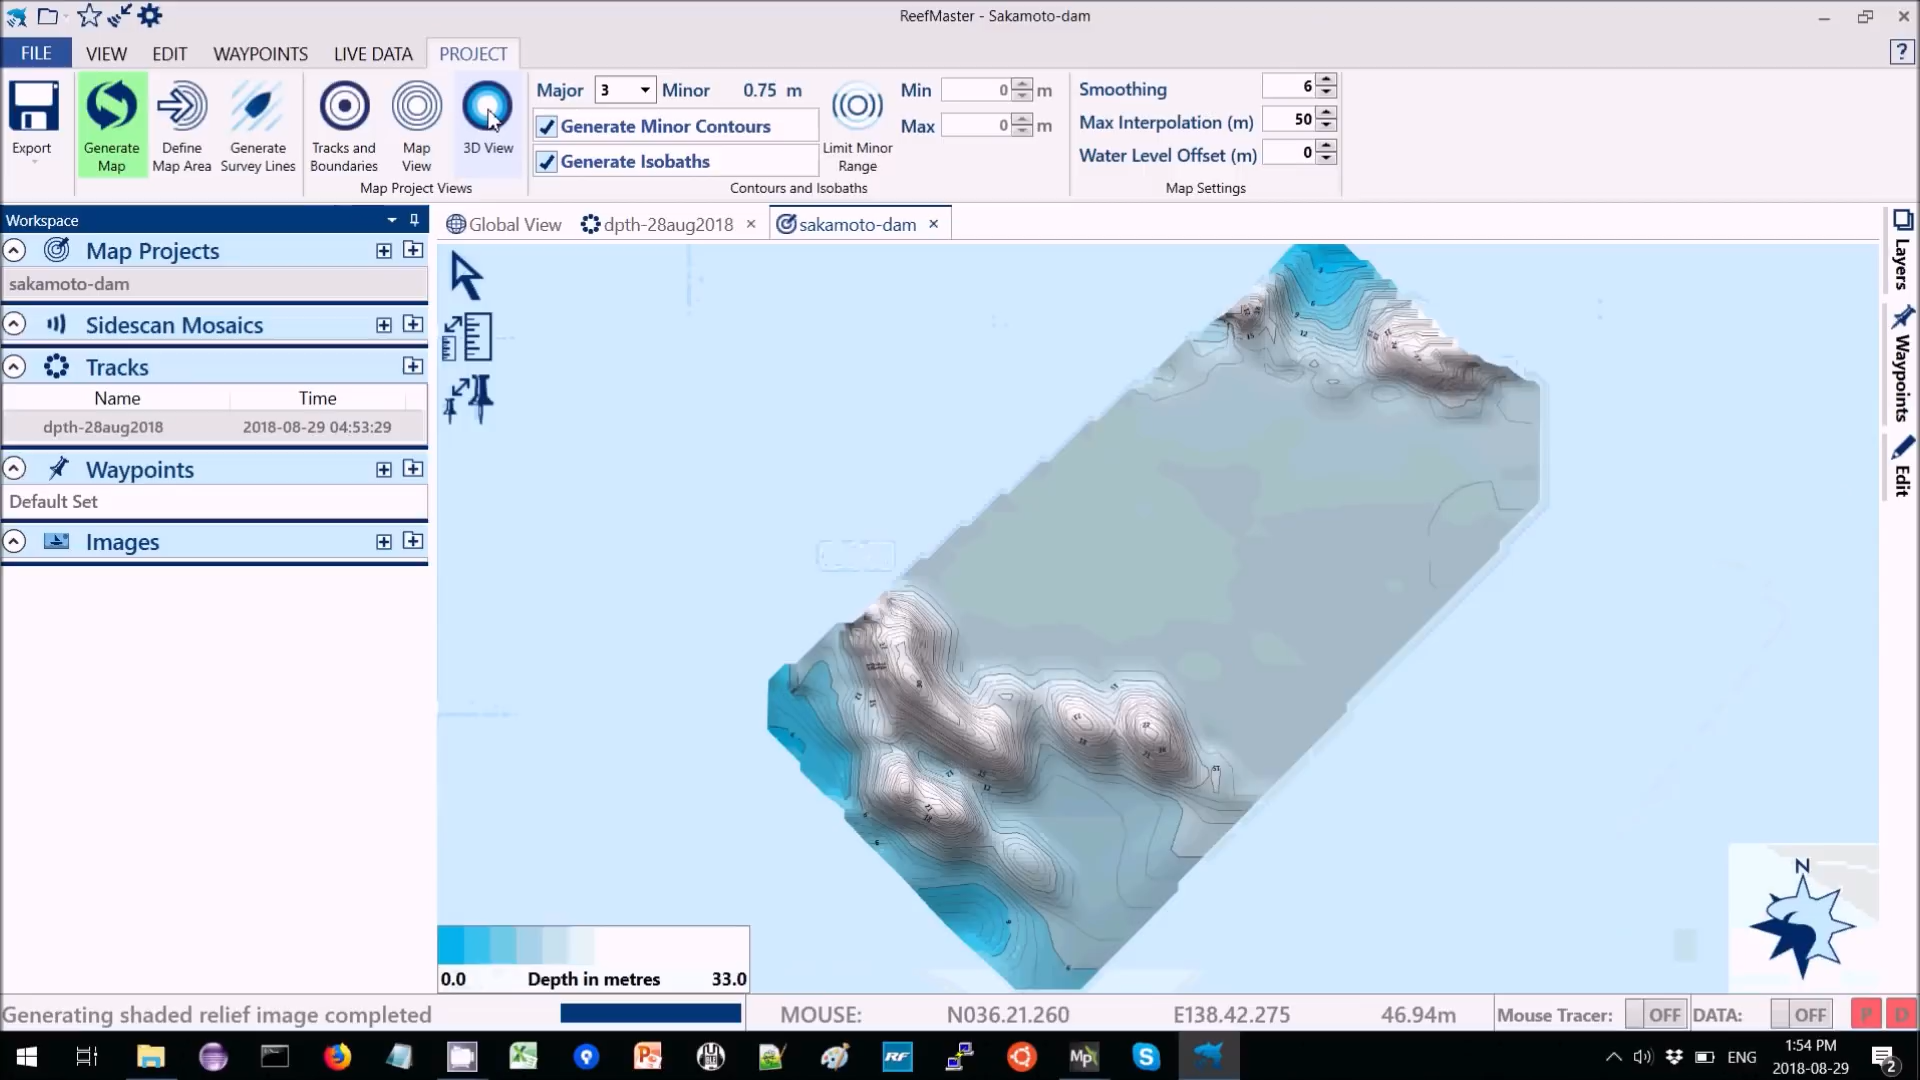 ReefMaster - Sakamoto-dam
FILE VIEW EDIT WAYPOINTS LIVE DATA PROJECT
?
Major 3 Minor 0.75 m
Min 0 m
Smoothing 6
Generate Minor Contours
Max 0 m
Max Interpolation (m) 50
Export
Generate Map
Define Map Area
Generate Survey Lines
Tracks and Boundaries
Map View
3D View
Generate Isobaths
Limit Minor Range
Water Level Offset (m) 0
Map Project Views
Contours and Isobaths
Map Settings
Workspace
Global View
dpth-28aug2018
sakamoto-dam
Map Projects
sakamoto-dam
Sidescan Mosaics
Tracks
Name Time
dpth-28aug2018 2018-08-29 04:53:29
Waypoints
Default Set
Images
Layers
Waypoints
Edit
N
0.0 Depth in metres 33.0
Generating shaded relief image completed
MOUSE: N036.21.260 E138.42.275 46.94m
Mouse Tracer: OFF
DATA: OFF
P D
RF
Mp
ENG
1:54 PM
2018-08-29
2